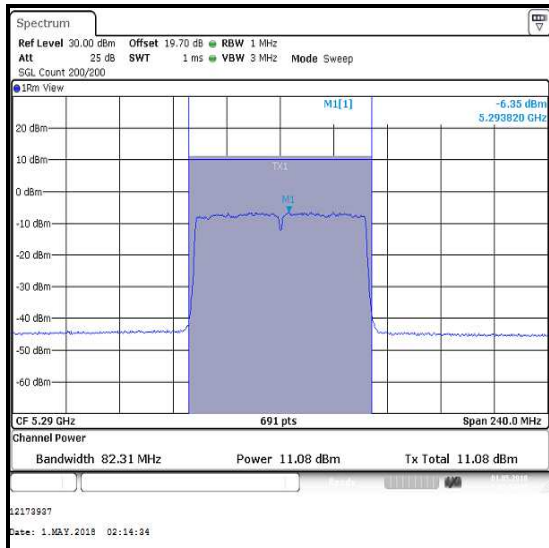 Spectrum
Ref Level 30.00 dBm Offset 19.70 dB RBW 1 MHz
Att 25 dB SWT 1 ms VBW 3 MHz Mode Sweep
SGL Count 200/200
1Rm View
M1[1] -6.35 dBm
5.293820 GHz
20 dBm
10 dBm
TX1
0 dBm
M1
-10 dBm
-20 dBm
-30 dBm
-40 dBm
-50 dBm
-60 dBm
CF 5.29 GHz 691 pts Span 240.0 MHz
Channel Power
Bandwidth 82.31 MHz Power 11.08 dBm Tx Total 11.08 dBm
Ready 01.05.2018
12173937
Date: 1.MAY.2018 02:14:34